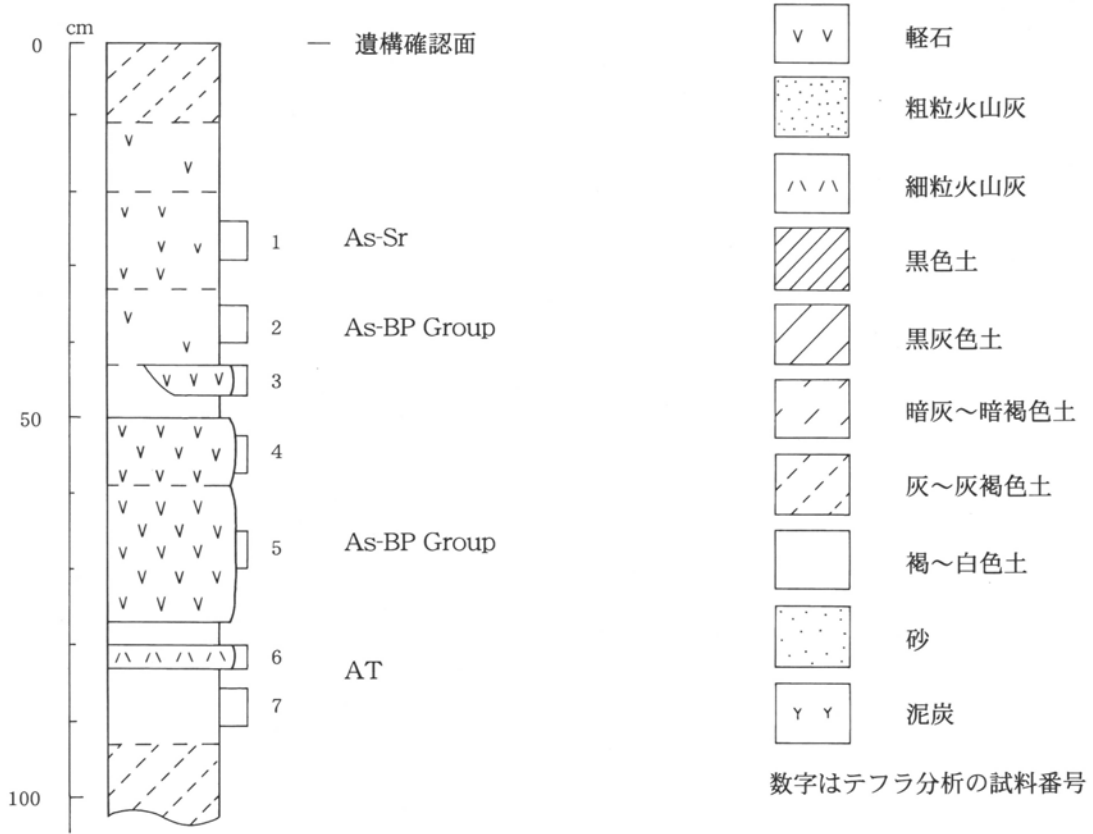 cm
0
50
100
— 遺構確認面
1 As-Sr
2 As-BP Group
3
4
5 As-BP Group
6 AT
7
軽石
粗粒火山灰
細粒火山灰
黒色土
黒灰色土
暗灰～暗褐色土
灰～灰褐色土
褐～白色土
砂
泥炭
数字はテフラ分析の試料番号